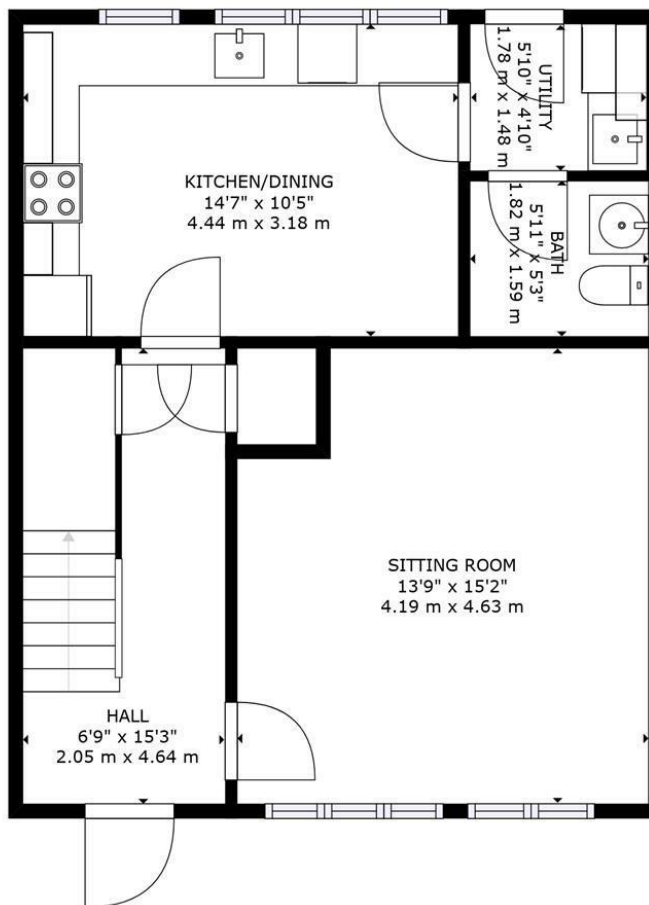 UTILITY
5'10" x 4'10"
1.78 m x 1.48 m
KITCHEN/DINING
14'7" x 10'5"
4.44 m x 3.18 m
BATH
5'11" x 5'3"
1.82 m x 1.59 m
SITTING ROOM
13'9" x 15'2"
4.19 m x 4.63 m
HALL
6'9" x 15'3"
2.05 m x 4.64 m